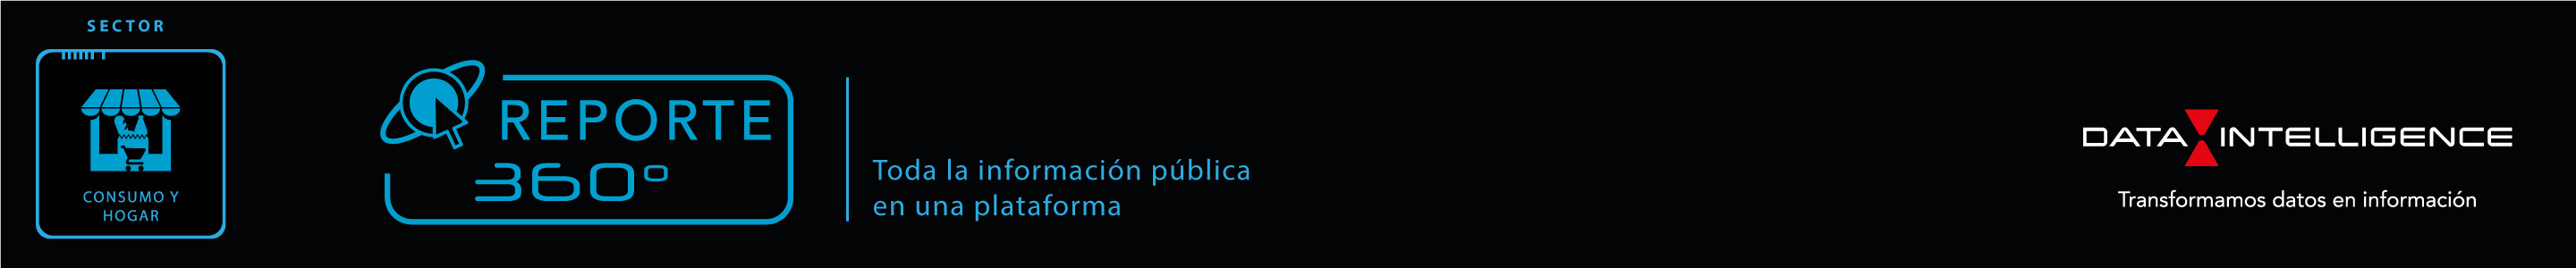 SECTOR
CONSUMO Y
HOGAR
REPORTE
360°
Toda la información pública
en una plataforma
DATA INTELLIGENCE
Transformamos datos en información